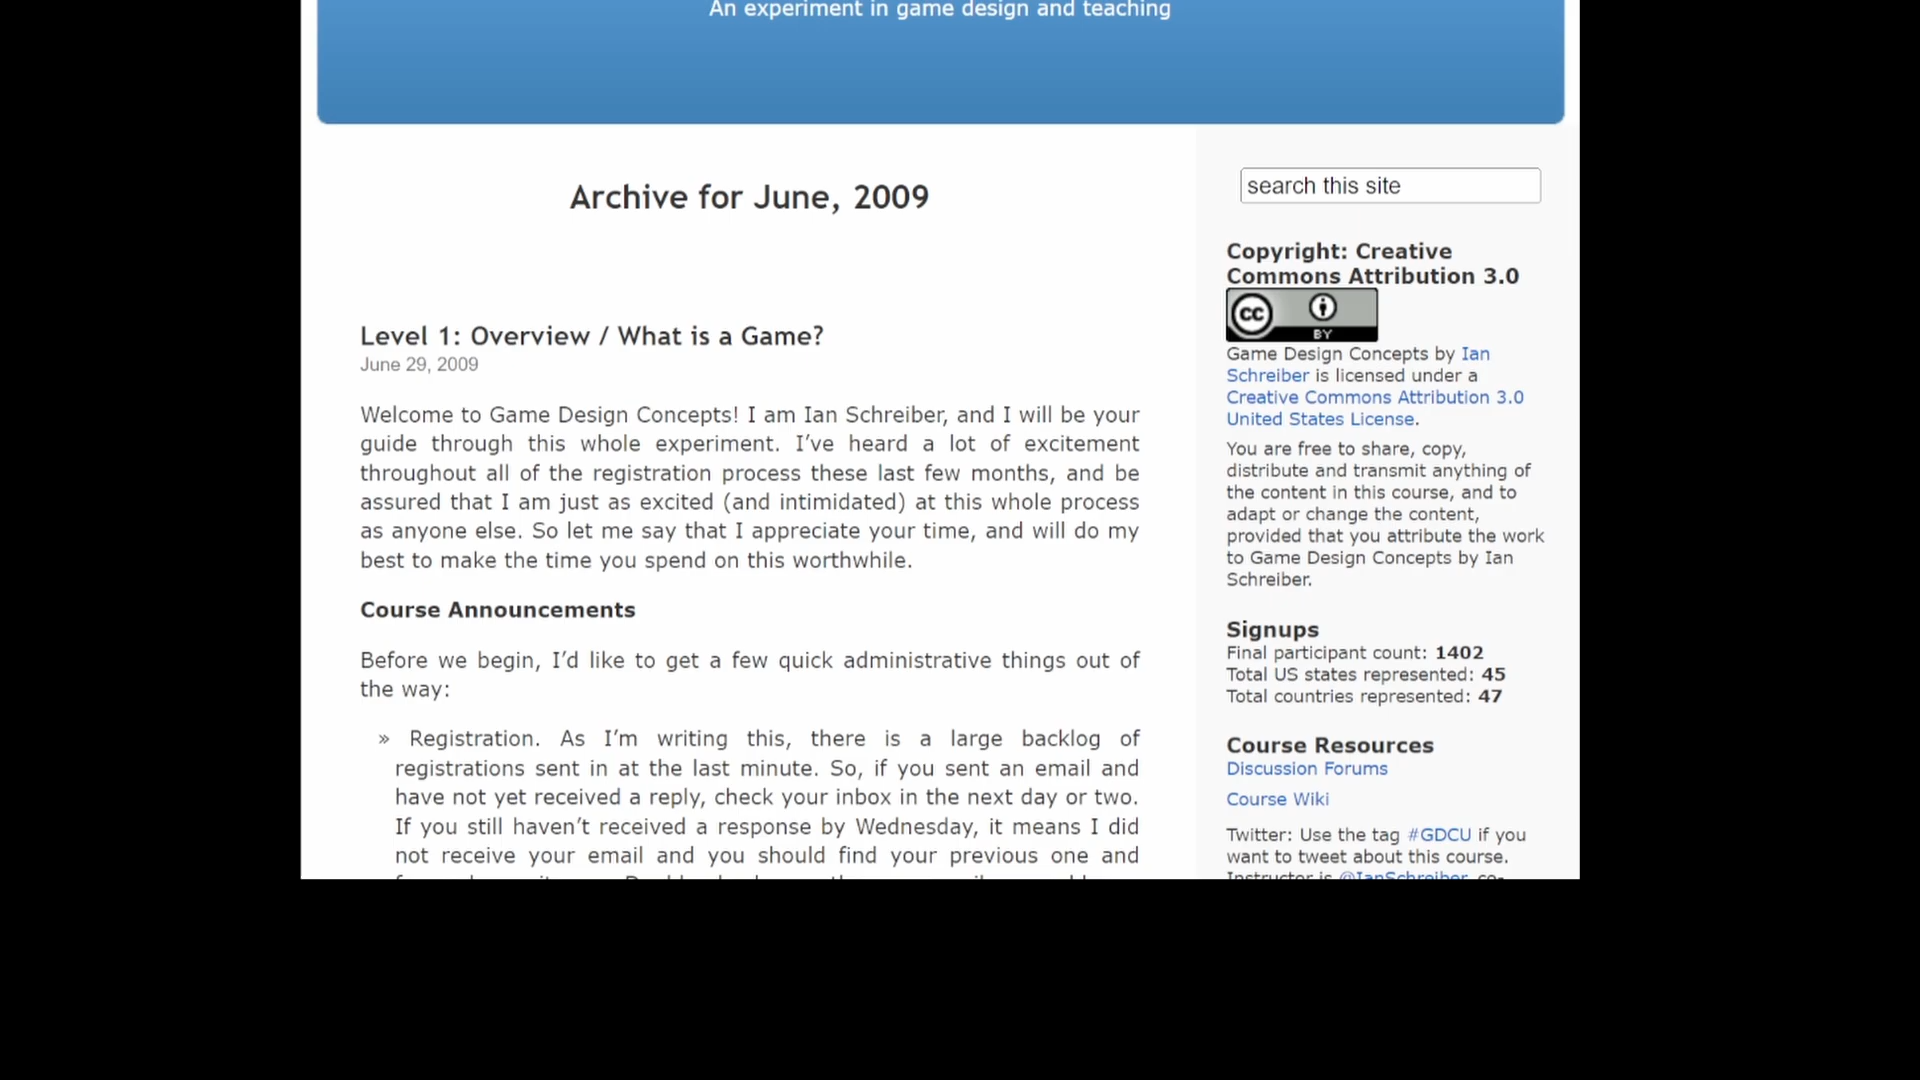 An experiment in game design and teaching
Archive for June, 2009
Level 1: Overview / What is a Game?
June 29, 2009
Welcome to Game Design Concepts! I am Ian Schreiber, and I will be your
guide through this whole experiment. I’ve heard a lot of excitement
throughout all of the registration process these last few months, and be
assured that I am just as excited (and intimidated) at this whole process
as anyone else. So let me say that I appreciate your time, and will do my
best to make the time you spend on this worthwhile.
Course Announcements
Before we begin, I’d like to get a few quick administrative things out of
the way:
» Registration. As I’m writing this, there is a large backlog of
registrations sent in at the last minute. So, if you sent an email and
have not yet received a reply, check your inbox in the next day or two.
If you still haven’t received a response by Wednesday, it means I did
not receive your email and you should find your previous one and
search this site
Copyright: Creative
Commons Attribution 3.0
cc
BY
Game Design Concepts by Ian
Schreiber is licensed under a
Creative Commons Attribution 3.0
United States License.
You are free to share, copy,
distribute and transmit anything of
the content in this course, and to
adapt or change the content,
provided that you attribute the work
to Game Design Concepts by Ian
Schreiber.
Signups
Final participant count: 1402
Total US states represented: 45
Total countries represented: 47
Course Resources
Discussion Forums
Course Wiki
Twitter: Use the tag #GDCU if you
want to tweet about this course.
Instructor is @IanSchreiber, co-